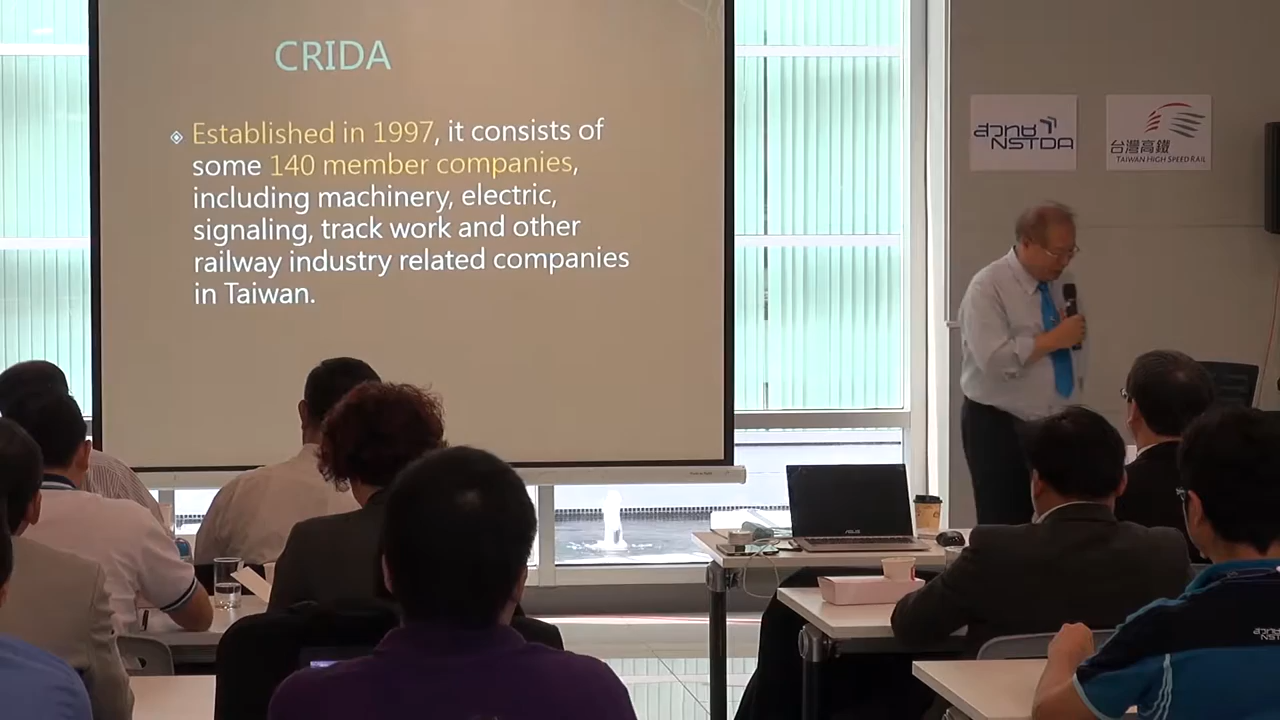 CRIDA
Established in 1997, it consists of
some 140 member companies,
including machinery, electric,
signaling, track work and other
railway industry related companies
in Taiwan.
สวทช
NSTDA
台灣高鐵
TAIWAN HIGH SPEED RAIL
ASUS